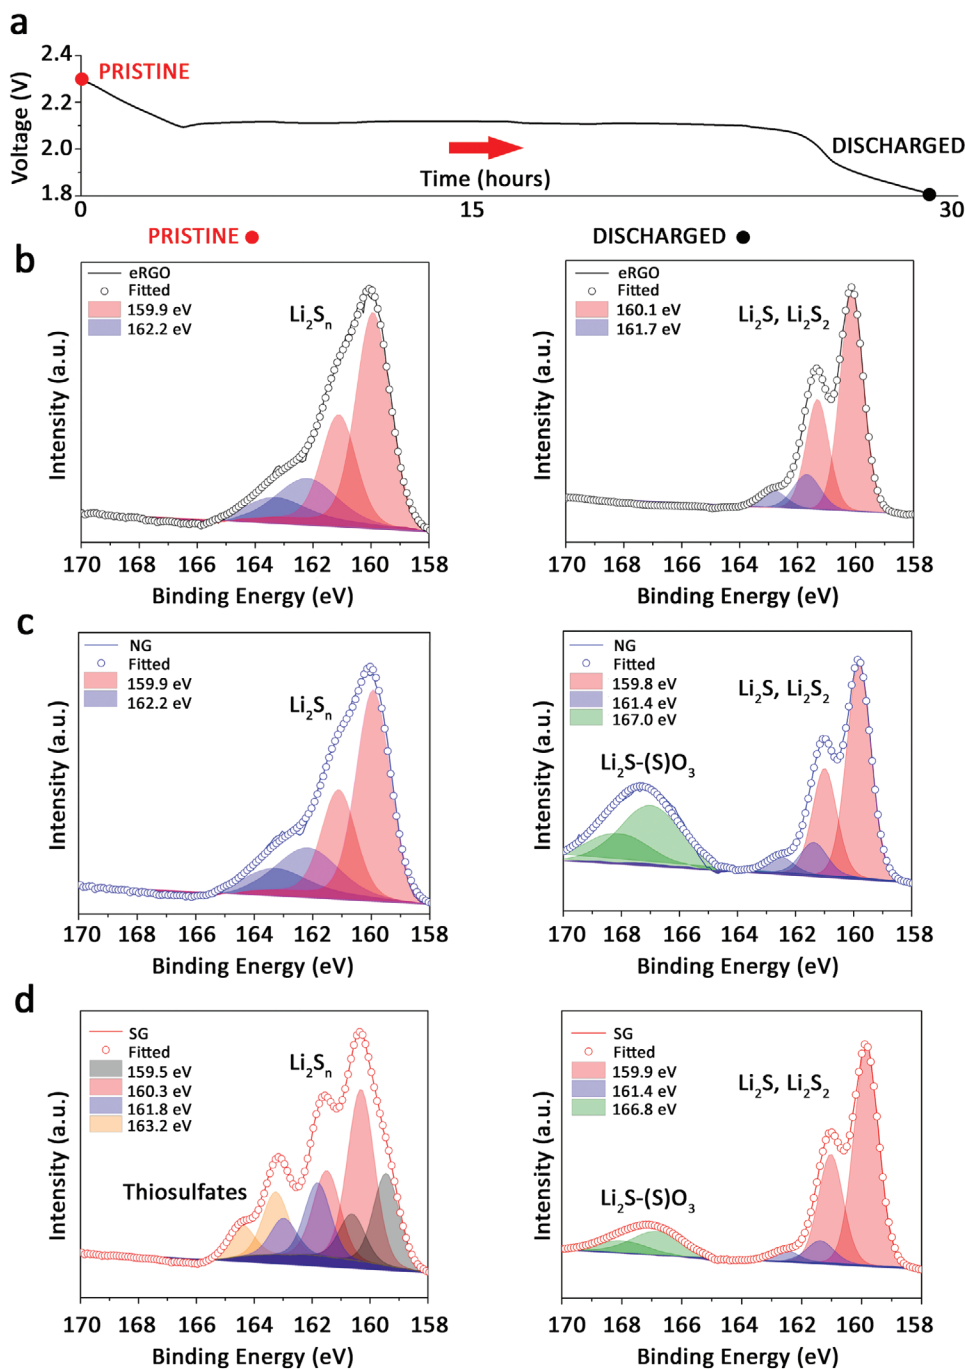 a
2.4
2.2
2.0
1.8
Voltage (V)
PRISTINE
DISCHARGED
Time (hours)
0
15
30
PRISTINE
DISCHARGED
b
eRGO
Fitted
159.9 eV
162.2 eV
Li₂Sₙ
Intensity (a.u.)
170 168 166 164 162 160 158
Binding Energy (eV)
eRGO
Fitted
160.1 eV
161.7 eV
Li₂S, Li₂S₂
Intensity (a.u.)
170 168 166 164 162 160 158
Binding Energy (eV)
c
NG
Fitted
159.9 eV
162.2 eV
Li₂Sₙ
Intensity (a.u.)
170 168 166 164 162 160 158
Binding Energy (eV)
NG
Fitted
159.8 eV
161.4 eV
167.0 eV
Li₂S, Li₂S₂
Li₂S-(S)O₃
Intensity (a.u.)
170 168 166 164 162 160 158
Binding Energy (eV)
d
SG
Fitted
159.5 eV
160.3 eV
161.8 eV
163.2 eV
Li₂Sₙ
Thiosulfates
Intensity (a.u.)
170 168 166 164 162 160 158
Binding Energy (eV)
SG
Fitted
159.9 eV
161.4 eV
166.8 eV
Li₂S, Li₂S₂
Li₂S-(S)O₃
Intensity (a.u.)
170 168 166 164 162 160 158
Binding Energy (eV)